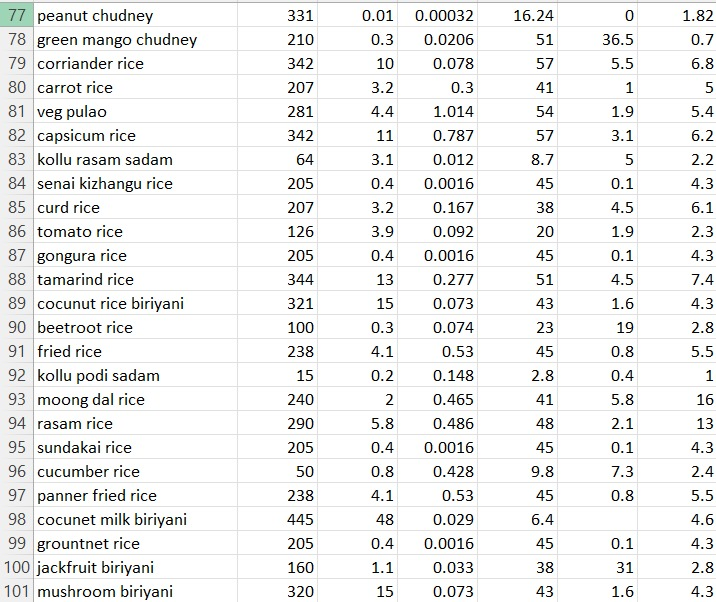 77 peanut chudney 331 0.01 0.00032 16.24 0 1.82
78 green mango chudney 210 0.3 0.0206 51 36.5 0.7
79 corriander rice 342 10 0.078 57 5.5 6.8
80 carrot rice 207 3.2 0.3 41 1 5
81 veg pulao 281 4.4 1.014 54 1.9 5.4
82 capsicum rice 342 11 0.787 57 3.1 6.2
83 kollu rasam sadam 64 3.1 0.012 8.7 5 2.2
84 senai kizhangu rice 205 0.4 0.0016 45 0.1 4.3
85 curd rice 207 3.2 0.167 38 4.5 6.1
86 tomato rice 126 3.9 0.092 20 1.9 2.3
87 gongura rice 205 0.4 0.0016 45 0.1 4.3
88 tamarind rice 344 13 0.277 51 4.5 7.4
89 cocunut rice biriyani 321 15 0.073 43 1.6 4.3
90 beetroot rice 100 0.3 0.074 23 19 2.8
91 fried rice 238 4.1 0.53 45 0.8 5.5
92 kollu podi sadam 15 0.2 0.148 2.8 0.4 1
93 moong dal rice 240 2 0.465 41 5.8 16
94 rasam rice 290 5.8 0.486 48 2.1 13
95 sundakai rice 205 0.4 0.0016 45 0.1 4.3
96 cucumber rice 50 0.8 0.428 9.8 7.3 2.4
97 panner fried rice 238 4.1 0.53 45 0.8 5.5
98 cocunet milk biriyani 445 48 0.029 6.4 4.6
99 grountnet rice 205 0.4 0.0016 45 0.1 4.3
100 jackfruit biriyani 160 1.1 0.033 38 31 2.8
101 mushroom biriyani 320 15 0.073 43 1.6 4.3